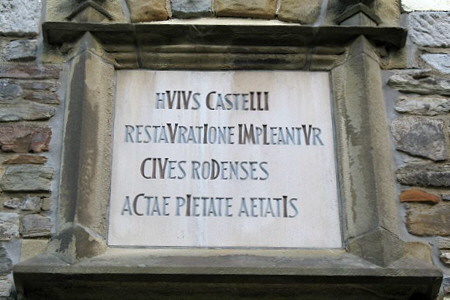 HVIVS CASTELLI
RESTAVRATIONE IMPLEANTVR
CIVES RODENSES
ACTAE PIETATE AETATIS